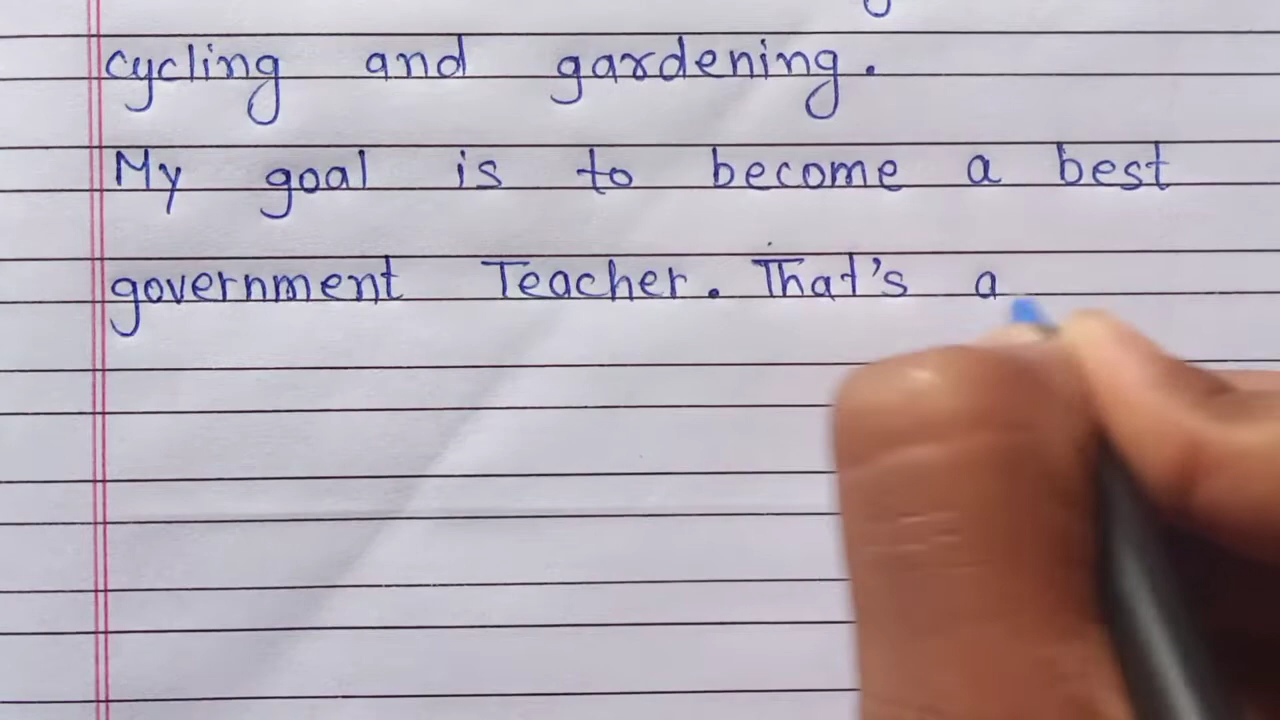 cycling and gardening.
My goal is to become a best
government Teacher. That's a